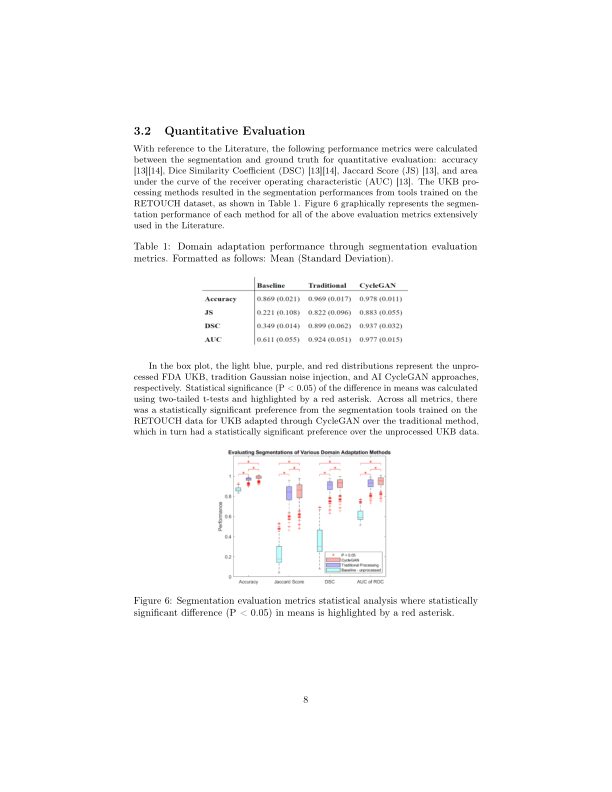 3.2 Quantitative Evaluation
With reference to the Literature, the following performance metrics were calculated
between the segmentation and ground truth for quantitative evaluation: accuracy
[13][14], Dice Similarity Coefficient (DSC) [13][14], Jaccard Score (JS) [13], and area
under the curve of the receiver operating characteristic (AUC) [13]. The UKB pro-
cessing methods resulted in the segmentation performances from tools trained on the
RETOUCH dataset, as shown in Table 1. Figure 6 graphically represents the segmen-
tation performance of each method for all of the above evaluation metrics extensively
used in the Literature.
Table 1: Domain adaptation performance through segmentation evaluation
metrics. Formatted as follows: Mean (Standard Deviation).
Baseline Traditional CycleGAN
Accuracy 0.869 (0.021) 0.969 (0.017) 0.978 (0.011)
JS 0.221 (0.108) 0.822 (0.096) 0.883 (0.055)
DSC 0.349 (0.014) 0.899 (0.062) 0.937 (0.032)
AUC 0.611 (0.055) 0.924 (0.051) 0.977 (0.015)
In the box plot, the light blue, purple, and red distributions represent the unpro-
cessed FDA UKB, tradition Gaussian noise injection, and AI CycleGAN approaches,
respectively. Statistical significance (P < 0.05) of the difference in means was calculated
using two-tailed t-tests and highlighted by a red asterisk. Across all metrics, there
was a statistically significant preference from the segmentation tools trained on the
RETOUCH data for UKB adapted through CycleGAN over the traditional method,
which in turn had a statistically significant preference over the unprocessed UKB data.
Evaluating Segmentations of Various Domain Adaptation Methods
Performance
1
0.8
0.6
0.4
0.2
0
P < 0.05
CycleGAN
Traditional Processing
Baseline - unprocessed
Accuracy Jaccard Score DSC AUC of ROC
Figure 6: Segmentation evaluation metrics statistical analysis where statistically
significant difference (P < 0.05) in means is highlighted by a red asterisk.
8